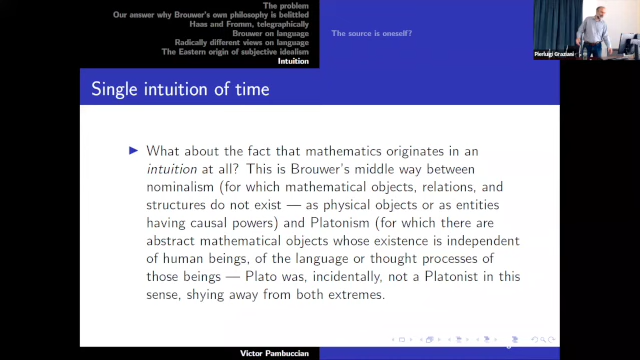 The problem
Our answer why Brouwer's own philosophy is belittled
Haas and Fromm, telegraphically
Brouwer on language
Radically different views on language
The Eastern origin of subjective idealism
Intuition
The source is oneself?
Pierluigi Graziani
Single intuition of time
What about the fact that mathematics originates in an
intuition at all? This is Brouwer's middle way between
nominalism (for which mathematical objects, relations, and
structures do not exist — as physical objects or as entities
having causal powers) and Platonism (for which there are
abstract mathematical objects whose existence is independent
of human beings, of the language or thought processes of
those beings — Plato was, incidentally, not a Platonist in this
sense, shying away from both extremes.
Victor Pambuccian